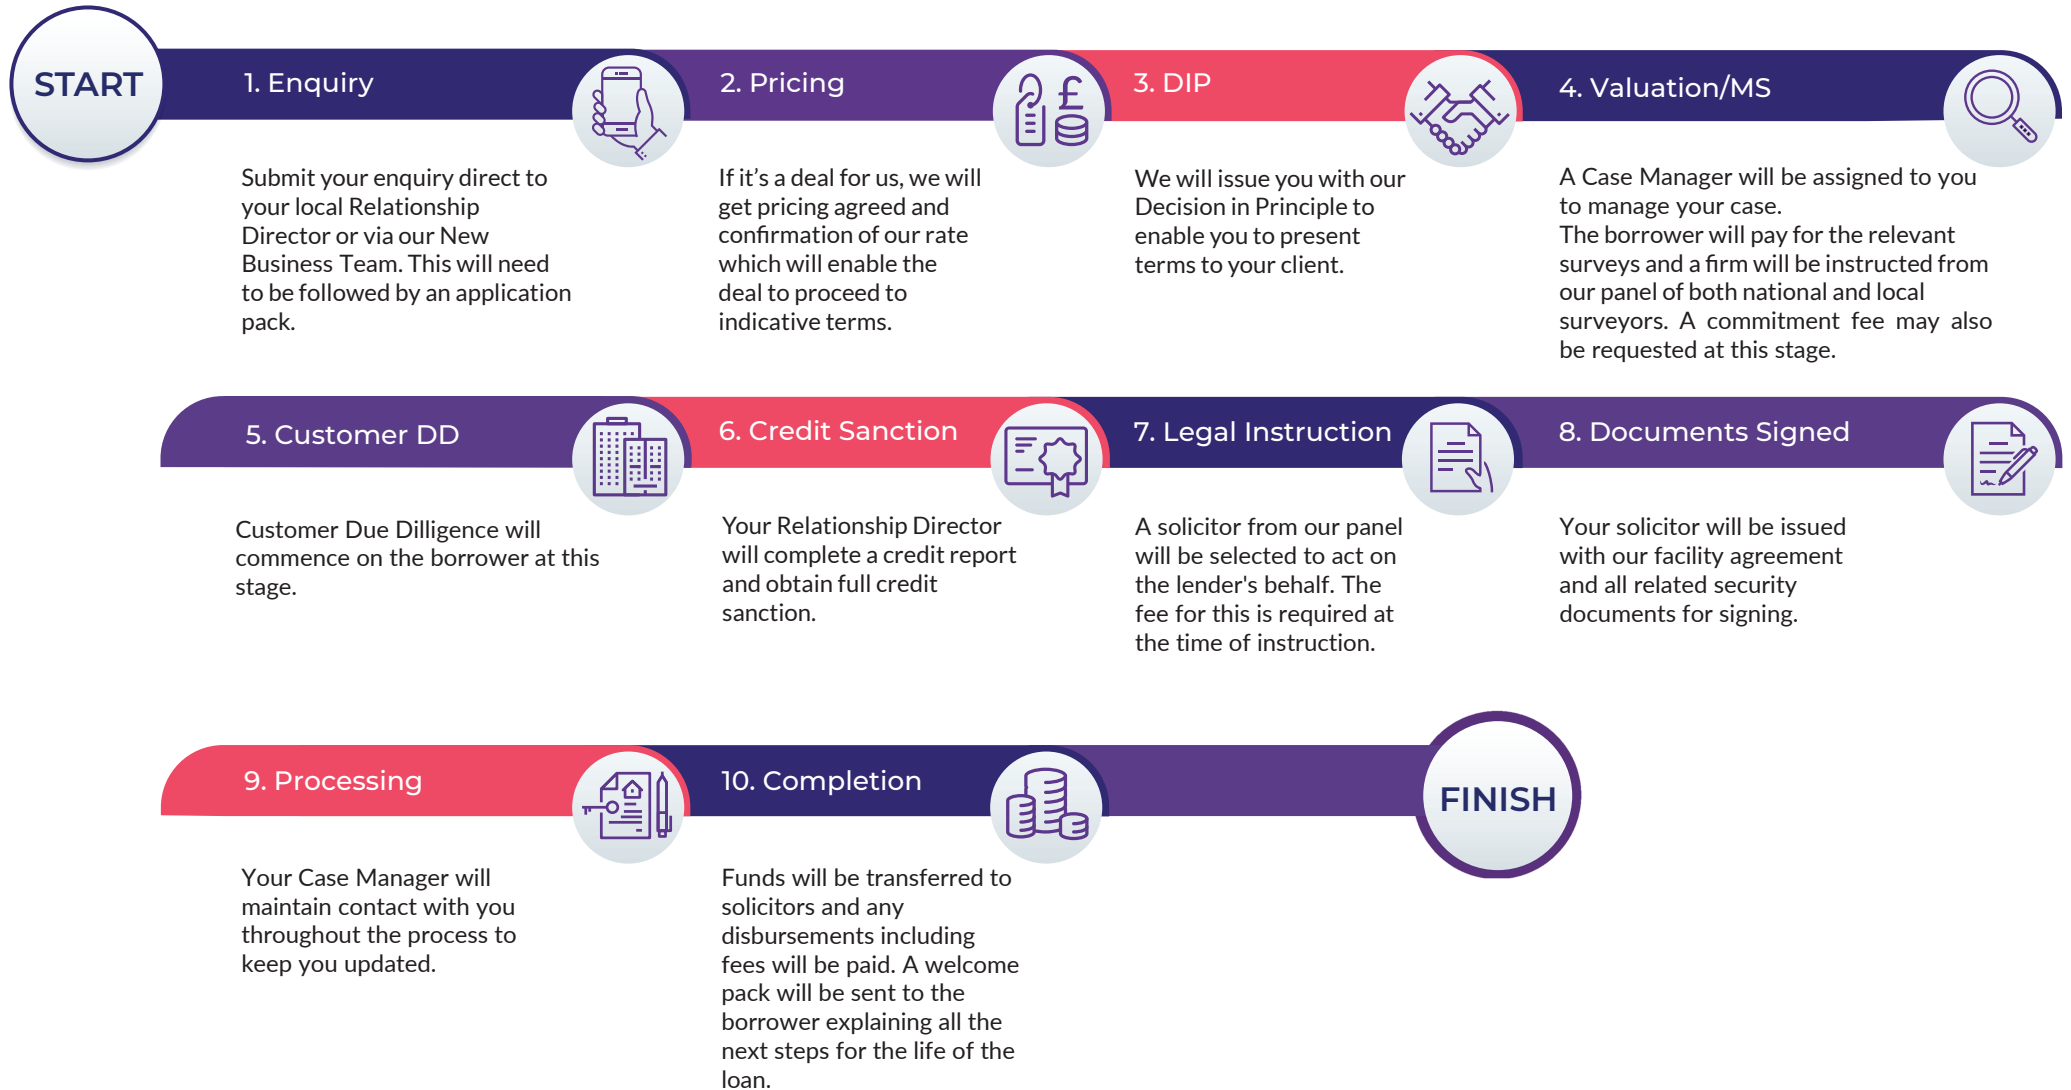 START
1. Enquiry
Submit your enquiry direct to
your local Relationship
Director or via our New
Business Team. This will need
to be followed by an application
pack.
2. Pricing
If it’s a deal for us, we will
get pricing agreed and
confirmation of our rate
which will enable the
deal to proceed to
indicative terms.
3. DIP
We will issue you with our
Decision in Principle to
enable you to present
terms to your client.
4. Valuation/MS
A Case Manager will be assigned to you
to manage your case.
The borrower will pay for the relevant
surveys and a firm will be instructed from
our panel of both national and local
surveyors. A commitment fee may also
be requested at this stage.
5. Customer DD
Customer Due Dilligence will
commence on the borrower at this
stage.
6. Credit Sanction
Your Relationship Director
will complete a credit report
and obtain full credit
sanction.
7. Legal Instruction
A solicitor from our panel
will be selected to act on
the lender's behalf. The
fee for this is required at
the time of instruction.
8. Documents Signed
Your solicitor will be issued
with our facility agreement
and all related security
documents for signing.
9. Processing
Your Case Manager will
maintain contact with you
throughout the process to
keep you updated.
10. Completion
Funds will be transferred to
solicitors and any
disbursements including
fees will be paid. A welcome
pack will be sent to the
borrower explaining all the
next steps for the life of the
loan.
FINISH